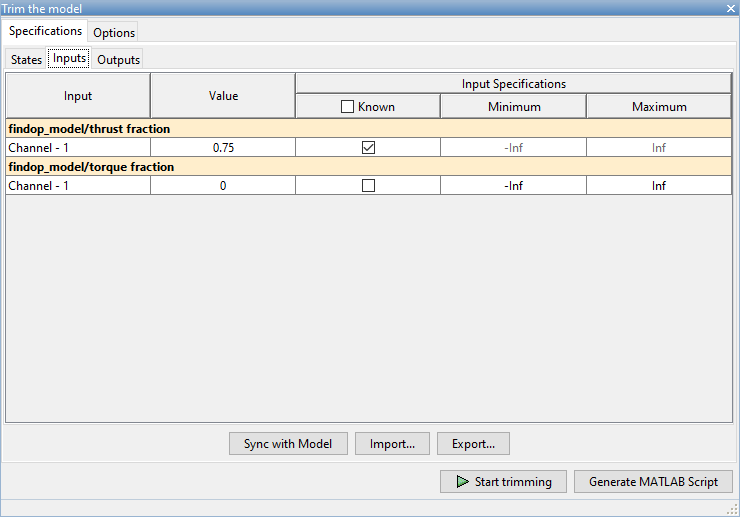 Trim the model
Specifications Options
States Inputs Outputs
Input Value Input Specifications
Known Minimum Maximum
findop_model/thrust fraction
Channel - 1 0.75 -Inf Inf
findop_model/torque fraction
Channel - 1 0 -Inf Inf
Sync with Model Import... Export...
Start trimming Generate MATLAB Script